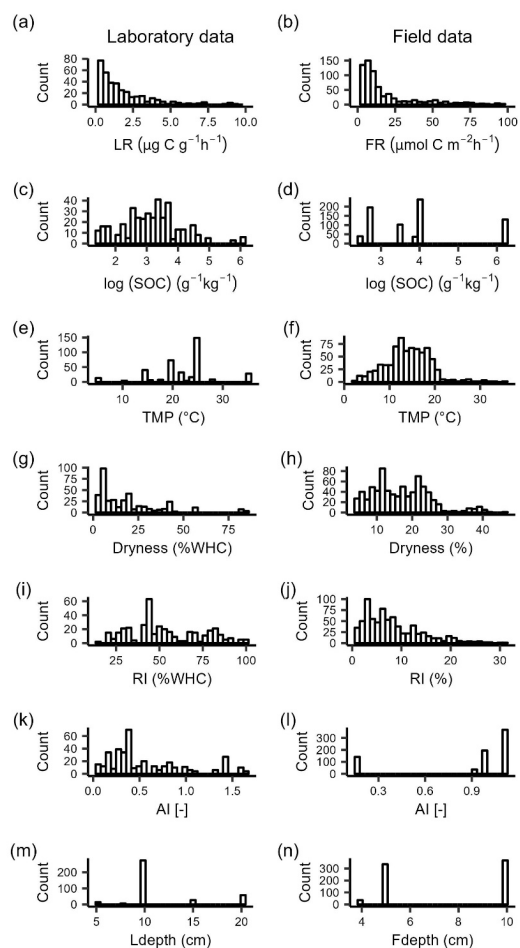 (a) Laboratory data (b) Field data
Count 80 60 40 20 0 Count 150 100 50 0
0.0 2.5 5.0 7.5 10.0 0 25 50 75 100
LR (µg C g⁻¹h⁻¹) FR (µmol C m⁻²h⁻¹)
(c) (d)
Count 40 30 20 10 0 Count 200 150 100 50 0
2 3 4 5 6 3 4 5 6
log (SOC) (g⁻¹kg⁻¹) log (SOC) (g⁻¹kg⁻¹)
(e) (f)
Count 150 100 50 0 Count 75 50 25 0
10 20 30 0 10 20 30
TMP (°C) TMP (°C)
(g) (h)
Count 100 75 50 25 0 Count 80 60 40 20 0
0 25 50 75 10 20 30 40
Dryness (%WHC) Dryness (%)
(i) (j)
Count 60 40 20 0 Count 100 75 50 25 0
25 50 75 100 0 10 20 30
RI (%WHC) RI (%)
(k) (l)
Count 60 40 20 0 Count 300 200 100 0
0.0 0.5 1.0 1.5 0.3 0.6 0.9
AI [-] AI [-]
(m) (n)
Count 200 100 0 Count 300 200 100 0
5 10 15 20 4 6 8 10
Ldepth (cm) Fdepth (cm)